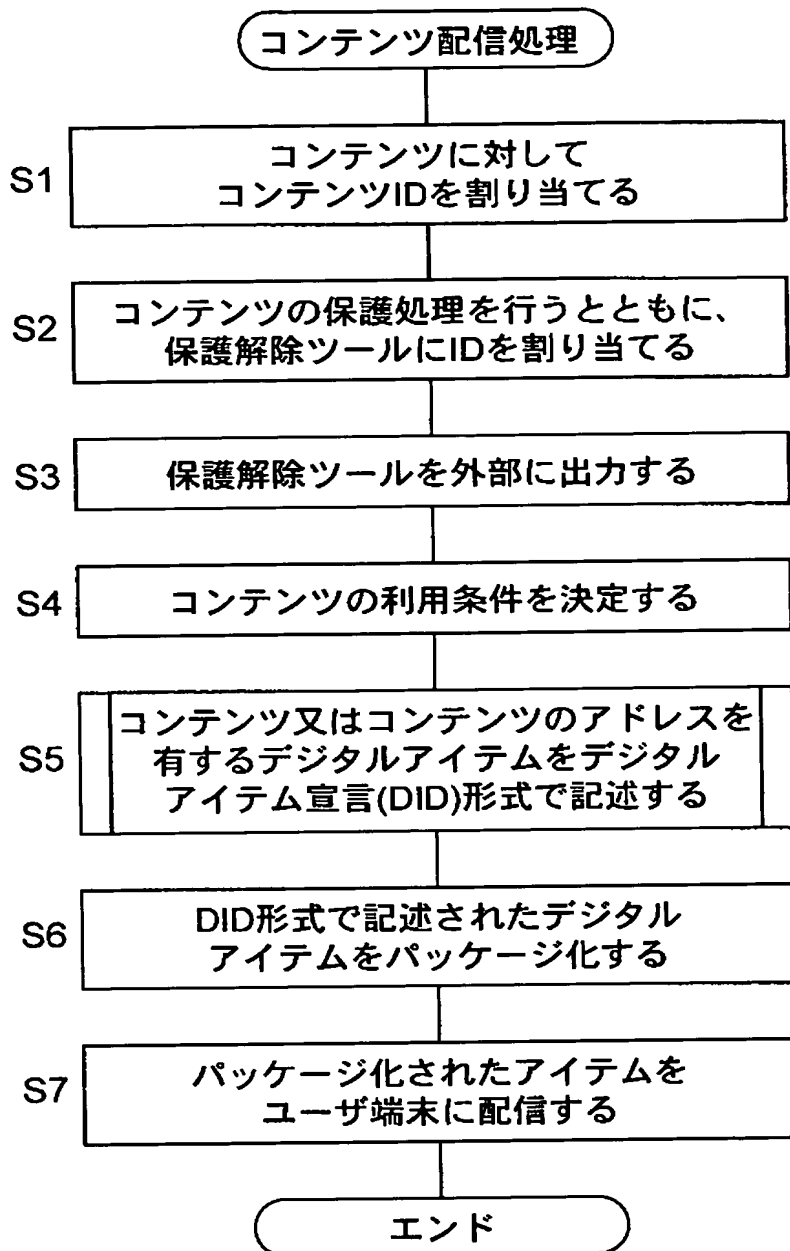 コンテンツ配信処理
S1
コンテンツに対して
コンテンツIDを割り当てる
S2
コンテンツの保護処理を行うとともに、
保護解除ツールにIDを割り当てる
S3
保護解除ツールを外部に出力する
S4
コンテンツの利用条件を決定する
S5
コンテンツ又はコンテンツのアドレスを
有するデジタルアイテムをデジタル
アイテム宣言(DID)形式で記述する
S6
DID形式で記述されたデジタル
アイテムをパッケージ化する
S7
パッケージ化されたアイテムを
ユーザ端末に配信する
エンド